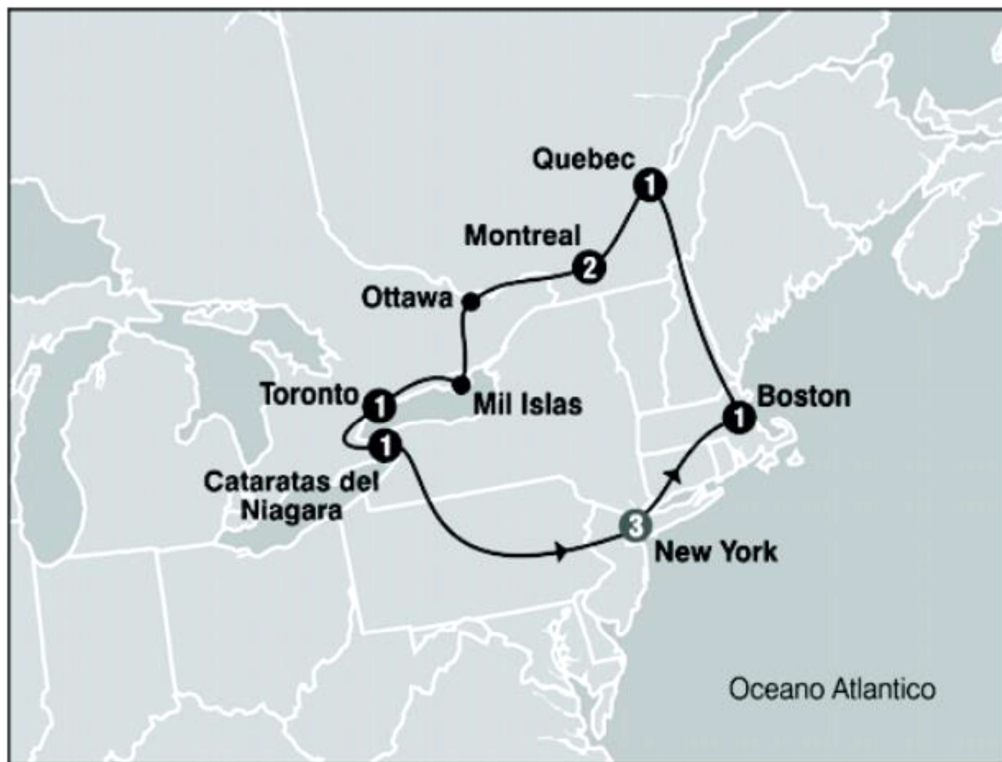 Quebec
1
Montreal
2
Ottawa
Toronto
1
Mil Islas
Boston
1
1
Cataratas del
Niagara
3
New York
Oceano Atlantico